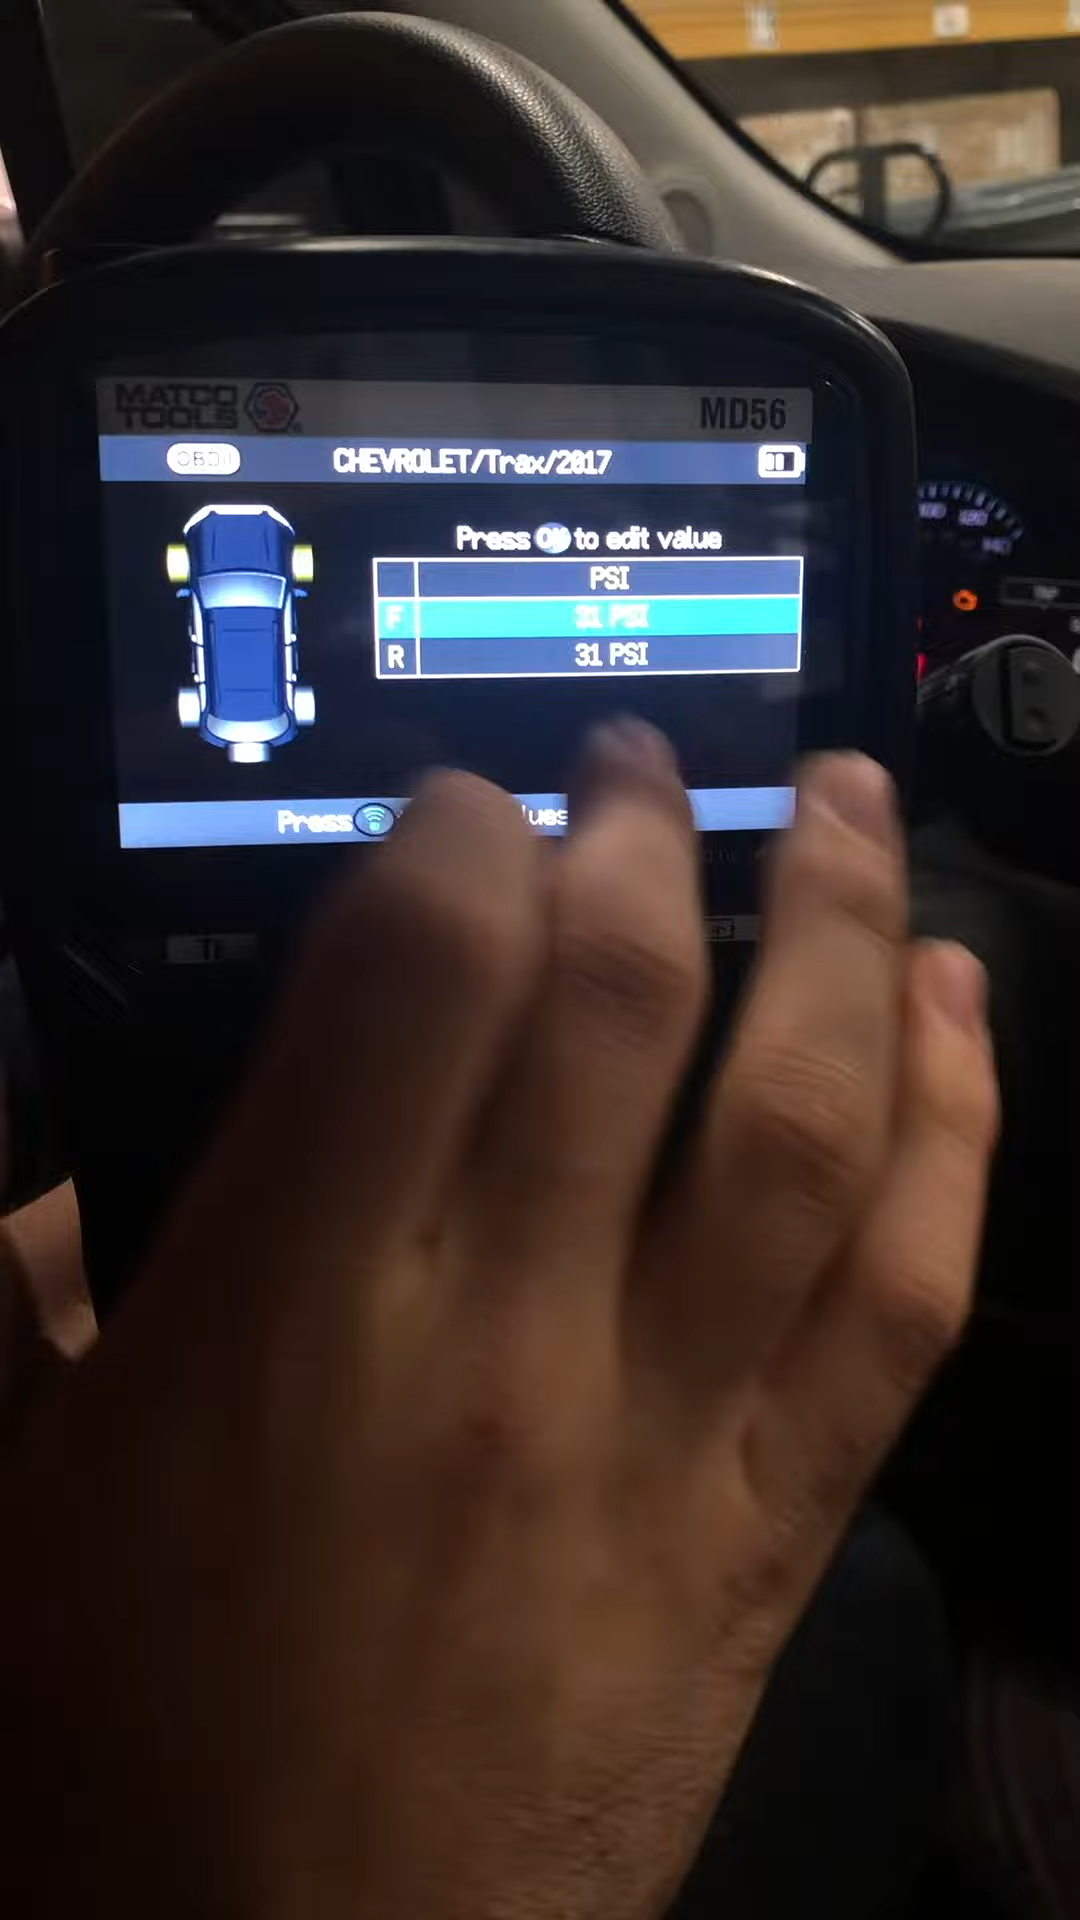 MATCO
TOOLS
MD56
OBDII
CHEVROLET/Trax/2017
Press OK to edit value
PSI
F 31 PSI
R 31 PSI
Press